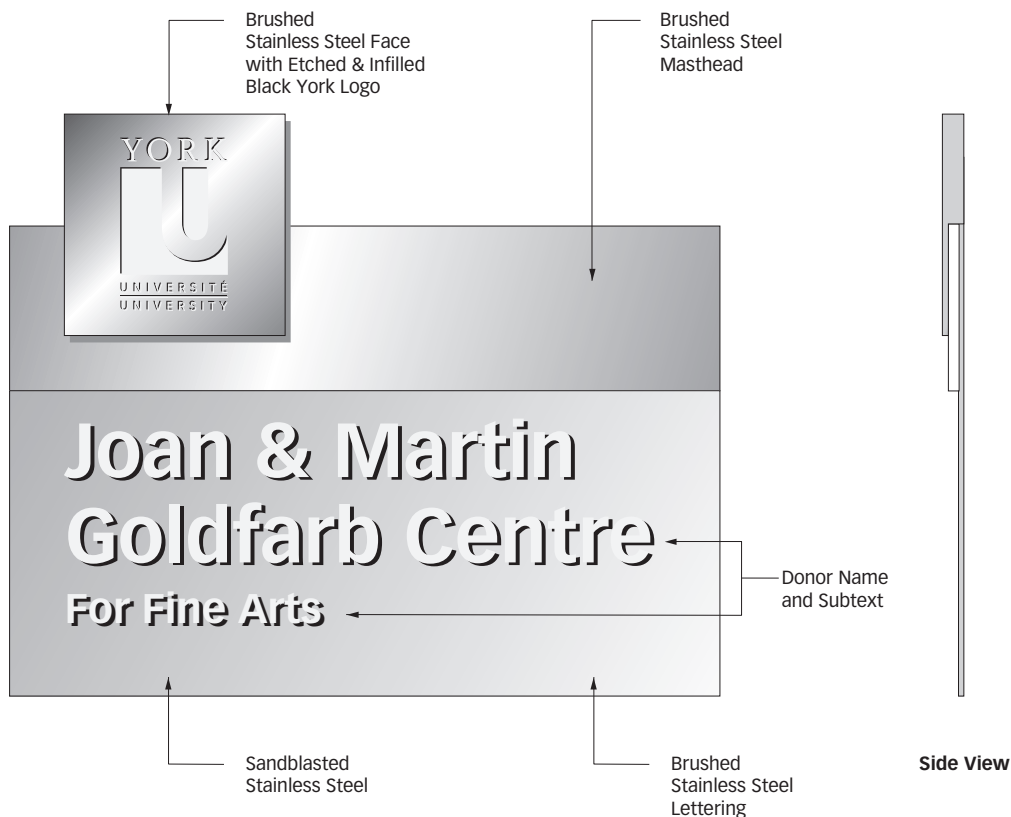 Brushed
Stainless Steel Face
with Etched & Infilled
Black York Logo
Brushed
Stainless Steel
Masthead
YORK
U
UNIVERSITÉ
UNIVERSITY
Joan & Martin
Goldfarb Centre
For Fine Arts
Donor Name
and Subtext
Sandblasted
Stainless Steel
Brushed
Stainless Steel
Lettering
Side View